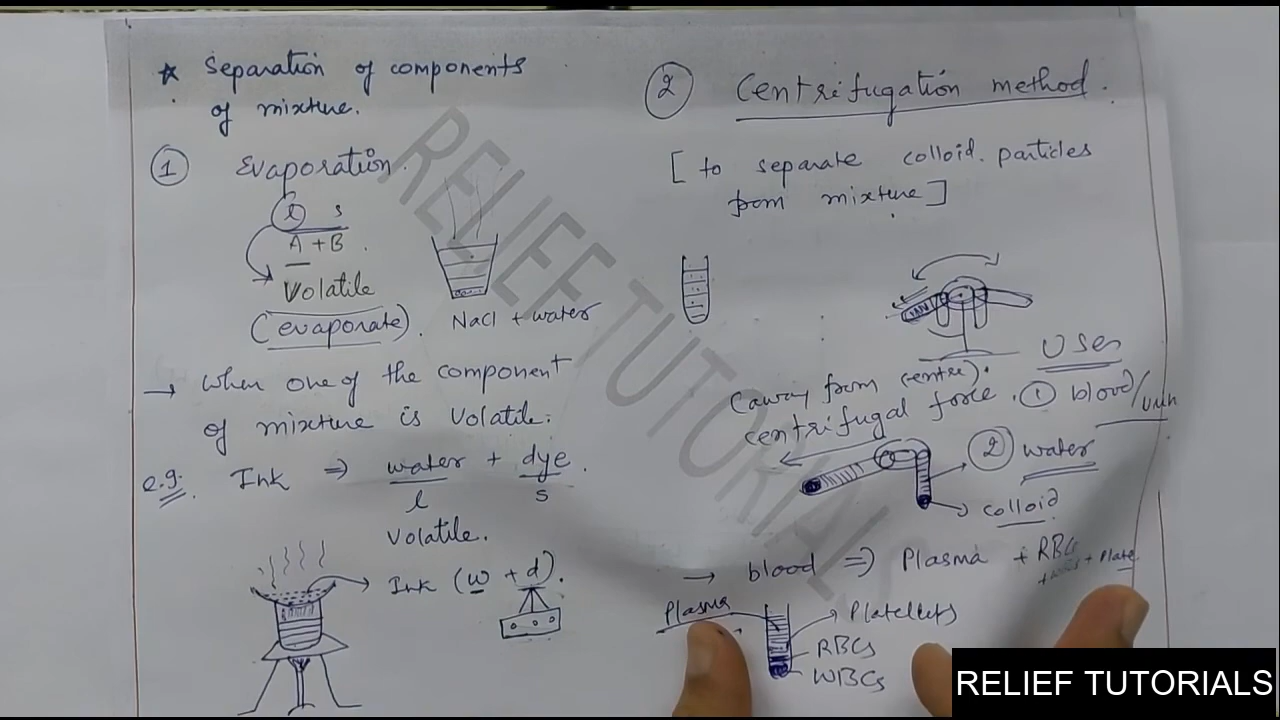 * Separation of components
of mixture.
① Evaporation.
l s
A + B.
Volatile
(evaporate).
NaCl + water
→ When one of the component
of mixture is Volatile.
e.g. Ink ⇒ water + dye.
l s
Volatile.
→ Ink (w + d).
② Centrifugation method.
[ to separate colloid particles
from mixture ]
Uses
(away from centre).
centrifugal force.
① blood/
② water
colloid.
→ blood ⇒ Plasma + RBCs
+ + Plate
Plasma
Platellets
RBCs
WBCs
RELIEF TUTORIALS
RELIEF TUTORIALS